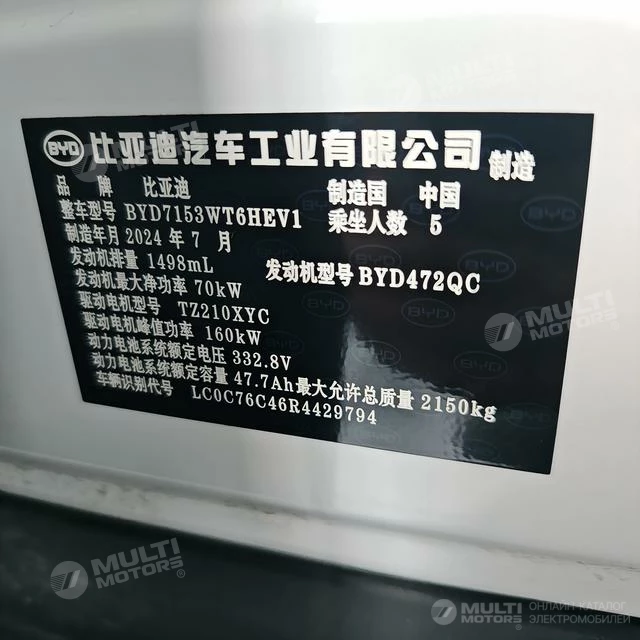 BYD 比亚迪汽车工业有限公司 制造
品 牌 比亚迪 制造国 中国
整车型号 BYD7153WT6HEV1 乘坐人数 5
制造年月 2024 年 7 月
发动机排量 1498mL 发动机型号 BYD472QC
发动机最大净功率 70kW
驱动电机型号 TZ210XYC
驱动电机峰值功率 160kW
动力电池系统额定电压 332.8V
动力电池系统额定容量 47.7Ah 最大允许总质量 2150kg
车辆识别代号 LC0C76C46R4429794
MULTI MOTORS®
MULTI MOTORS®
MULTI MOTORS® ОНЛАЙН-КАТАЛОГ ЭЛЕКТРОМОБИЛЕЙ